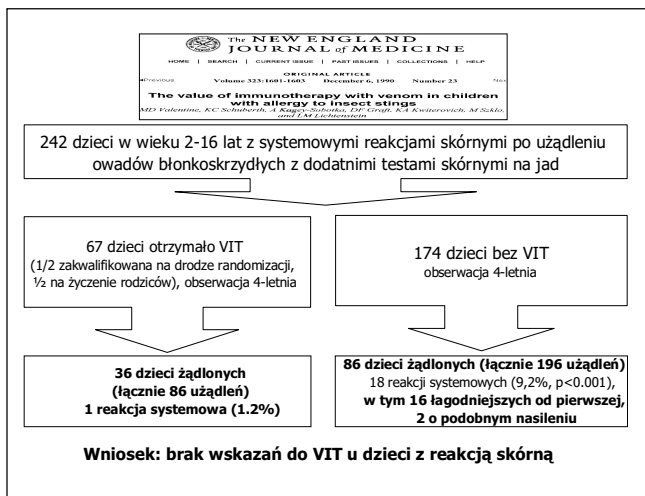 The NEW ENGLAND
JOURNAL of MEDICINE
HOME | SEARCH | CURRENT ISSUE | PAST ISSUES | COLLECTIONS | HELP
ORIGINAL ARTICLE
Previous Volume 323:1601-1603 December 6, 1990 Number 23
The value of immunotherapy with venom in children
with allergy to insect stings
MD Valentine, KC Schuberth, A Kagey-Sobotka, DF Graft, KA Kwiterovich, M Szklo,
and LM Lichtenstein
242 dzieci w wieku 2-16 lat z systemowymi reakcjami skórnymi po użądleniu
owadów błonkoskrzydłych z dodatnimi testami skórnymi na jad
67 dzieci otrzymało VIT
(1/2 zakwalifikowana na drodze randomizacji,
½ na życzenie rodziców), obserwacja 4-letnia
174 dzieci bez VIT
obserwacja 4-letnia
36 dzieci żądlonych
(łącznie 86 użądleń)
1 reakcja systemowa (1.2%)
86 dzieci żądlonych (łącznie 196 użądleń)
18 reakcji systemowych (9,2%, p<0.001),
w tym 16 łagodniejszych od pierwszej,
2 o podobnym nasileniu
Wniosek: brak wskazań do VIT u dzieci z reakcją skórną